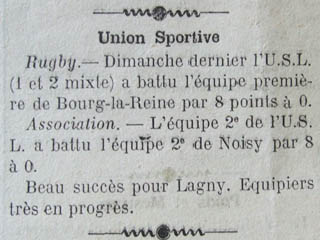 Union Sportive
Rugby.— Dimanche dernier l'U.S.L.
(1 et 2 mixte) a battu l'équipe premiè-
re de Bourg-la-Reine par 8 points à 0.
Association. — L'équipe 2e de l'U.S.
L. a battu l'équipe 2e de Noisy par 8
à 0.
Beau succès pour Lagny. Equipiers
très en progrès.